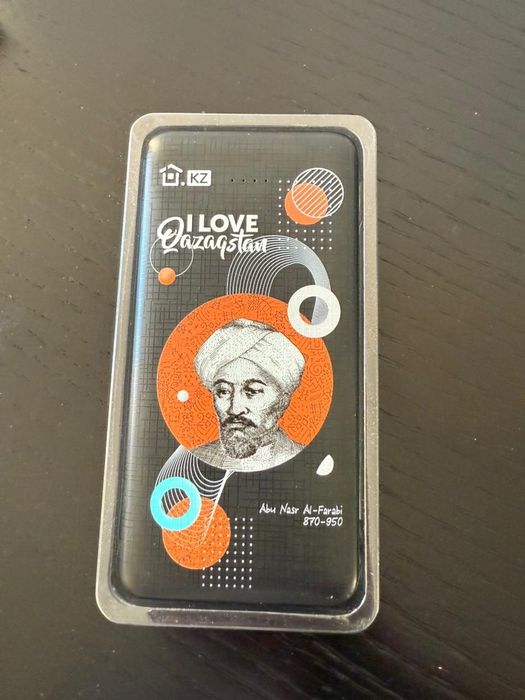 KZ
I LOVE
Qazaqstan
Abu Nasr Al-Farabi
870-950